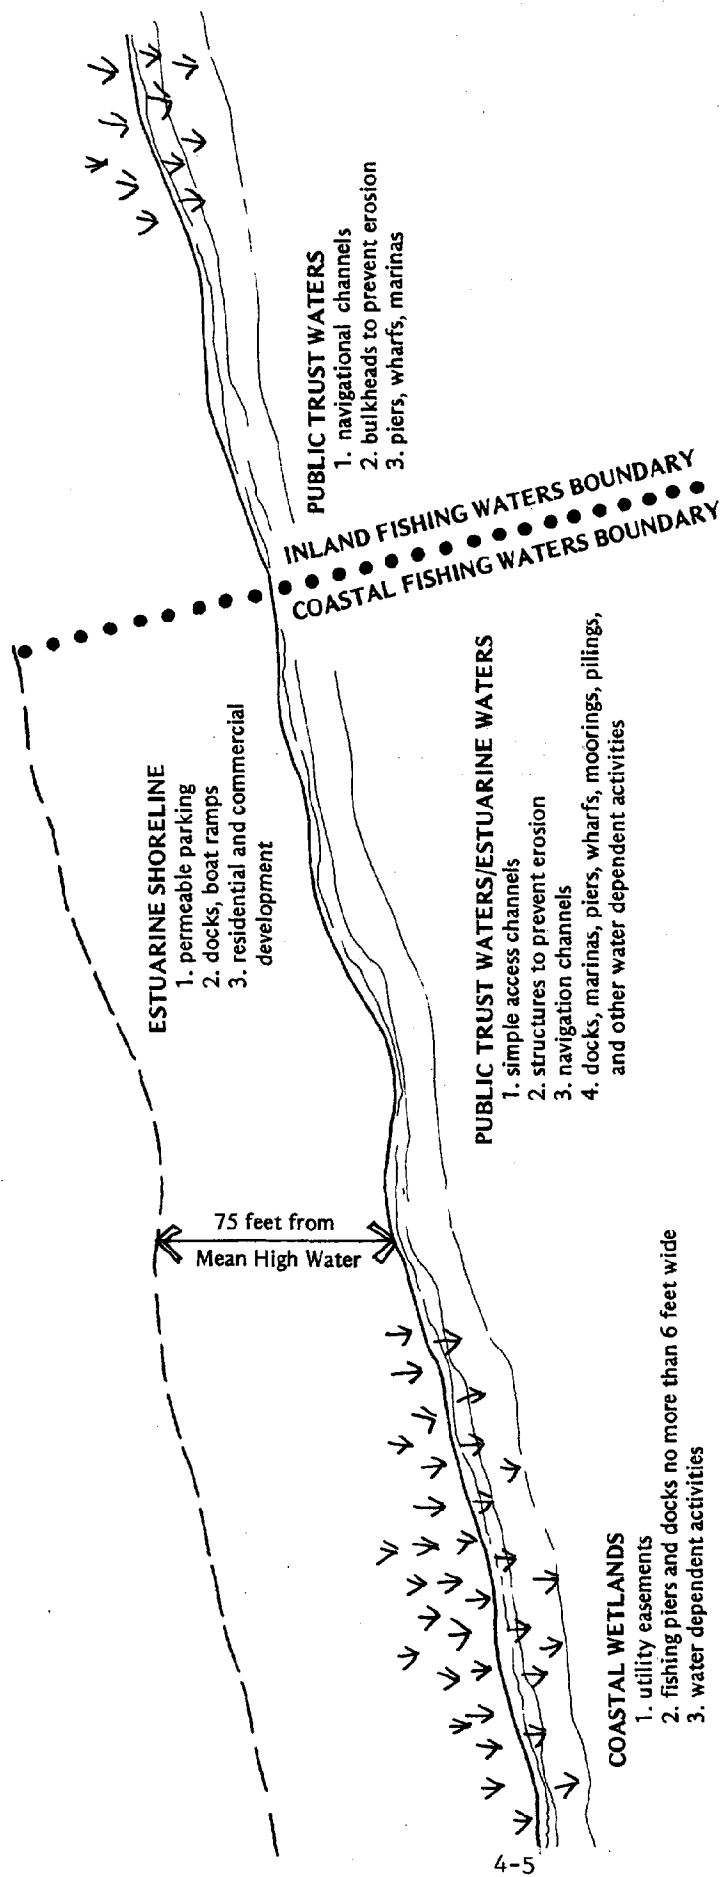 ESTUARINE SHORELINE
1. permeable parking
2. docks, boat ramps
3. residential and commercial
development
75 feet from
Mean High Water
PUBLIC TRUST WATERS
1. navigational channels
2. bulkheads to prevent erosion
3. piers, wharfs, marinas
INLAND FISHING WATERS BOUNDARY
COASTAL FISHING WATERS BOUNDARY
PUBLIC TRUST WATERS/ESTUARINE WATERS
1. simple access channels
2. structures to prevent erosion
3. navigation channels
4. docks, marinas, piers, wharfs, moorings, pilings,
and other water dependent activities
COASTAL WETLANDS
1. utility easements
2. fishing piers and docks no more than 6 feet wide
3. water dependent activities
4-5